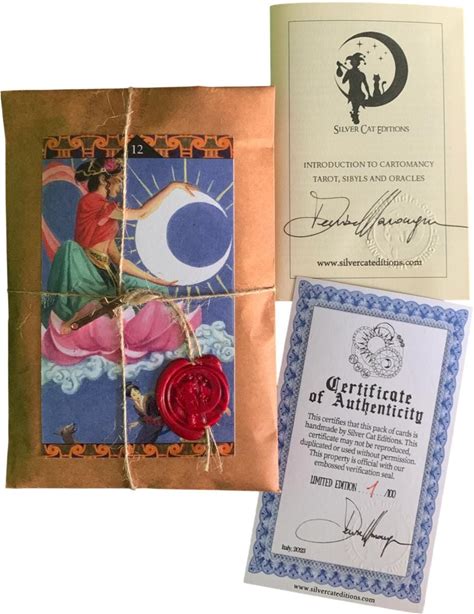 12
SILVER CAT EDITIONS
INTRODUCTION TO CARTOMANCY
TAROT, SIBYLS AND ORACLES
www.silvercateditions.com
Certificate
of Authenticity
This certifies that this pack of cards is
handmade by Silver Cat Editions. This
certificate may not be reproduced,
duplicated or used without permission.
This property is official with our
embossed verification seal.
LIMITED EDITION 1 /100
Italy, 2023
www.silvercateditions.com